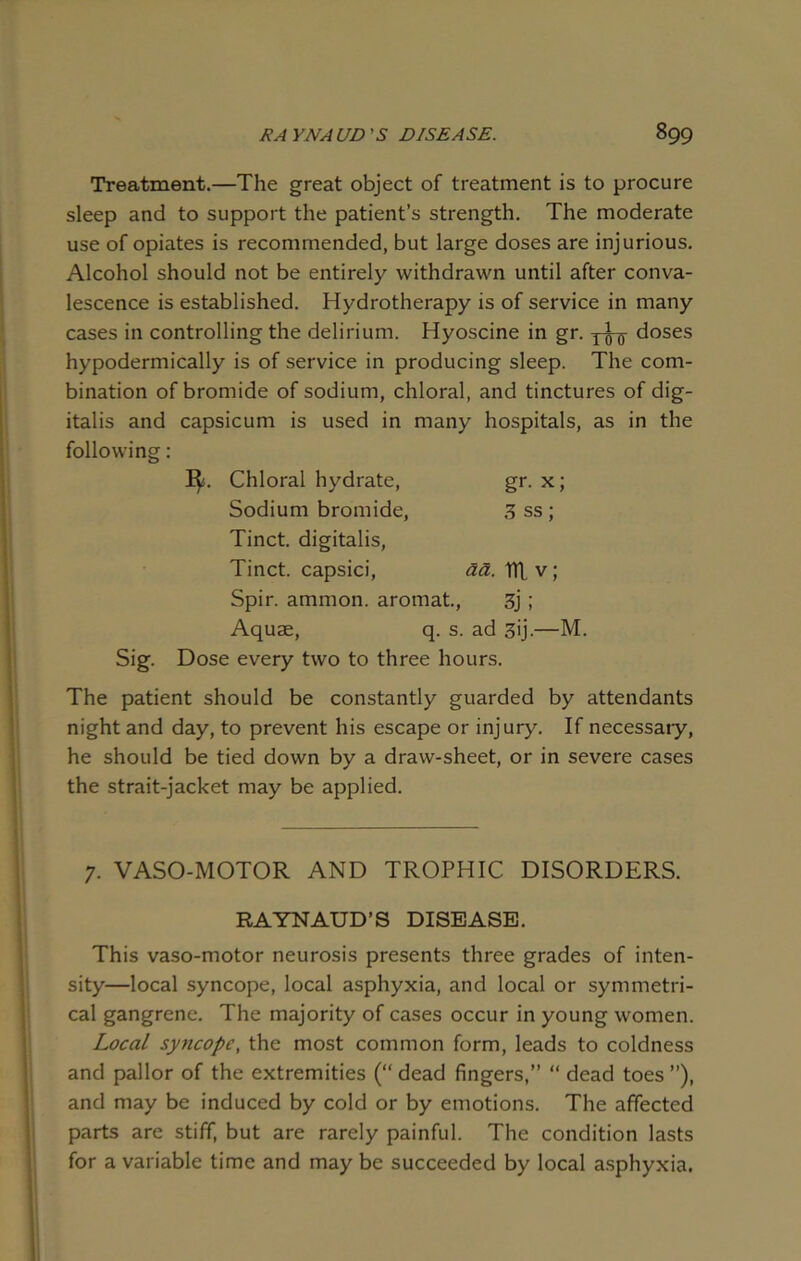 RAYNAUD'S DISEASE. 899
Treatment.—The great object of treatment is to procure
sleep and to support the patient's strength. The moderate
use of opiates is recommended, but large doses are injurious.
Alcohol should not be entirely withdrawn until after conva-
lescence is established. Hydrotherapy is of service in many
cases in controlling the delirium. Hyoscine in gr. 1/100 doses
hypodermically is of service in producing sleep. The com-
bination of bromide of sodium, chloral, and tinctures of dig-
italis and capsicum is used in many hospitals, as in the
following:
℞. Chloral hydrate, gr. x;
Sodium bromide, ʒ ss;
Tinct. digitalis,
Tinct. capsici, āā. ♏ v;
Spir. ammon. aromat., ʒj;
Aquæ, q. s. ad ʒij.—M.
Sig. Dose every two to three hours.
The patient should be constantly guarded by attendants
night and day, to prevent his escape or injury. If necessary,
he should be tied down by a draw-sheet, or in severe cases
the strait-jacket may be applied.
7. VASO-MOTOR AND TROPHIC DISORDERS.
RAYNAUD'S DISEASE.
This vaso-motor neurosis presents three grades of inten-
sity—local syncope, local asphyxia, and local or symmetri-
cal gangrene. The majority of cases occur in young women.
Local syncope, the most common form, leads to coldness
and pallor of the extremities (“dead fingers,” “dead toes”),
and may be induced by cold or by emotions. The affected
parts are stiff, but are rarely painful. The condition lasts
for a variable time and may be succeeded by local asphyxia.